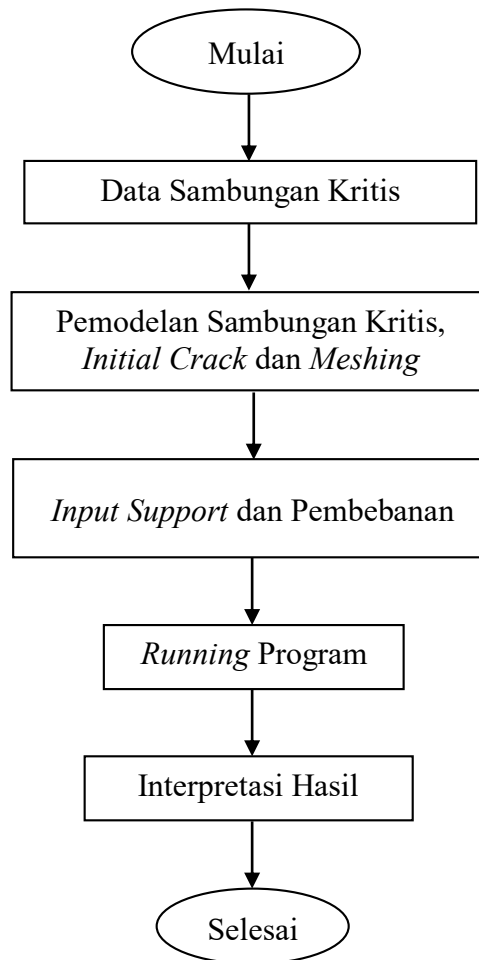 Mulai
Data Sambungan Kritis
Pemodelan Sambungan Kritis,
Initial Crack dan Meshing
Input Support dan Pembebanan
Running Program
Interpretasi Hasil
Selesai